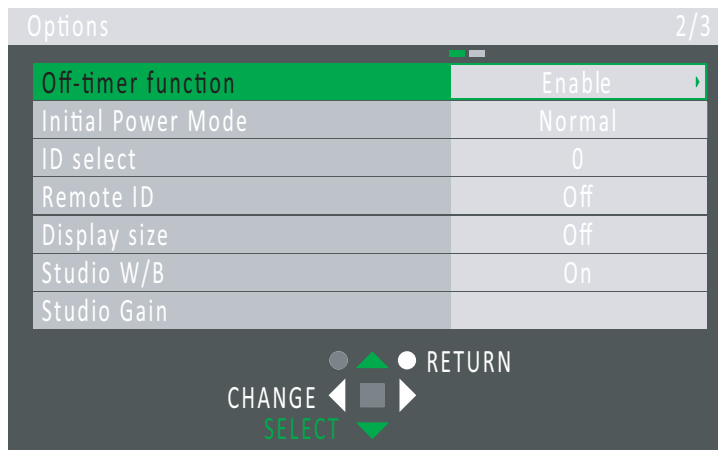 Options 2/3
Off-timer function Enable
Initial Power Mode Normal
ID select 0
Remote ID Off
Display size Off
Studio W/B On
Studio Gain
RETURN
CHANGE
SELECT